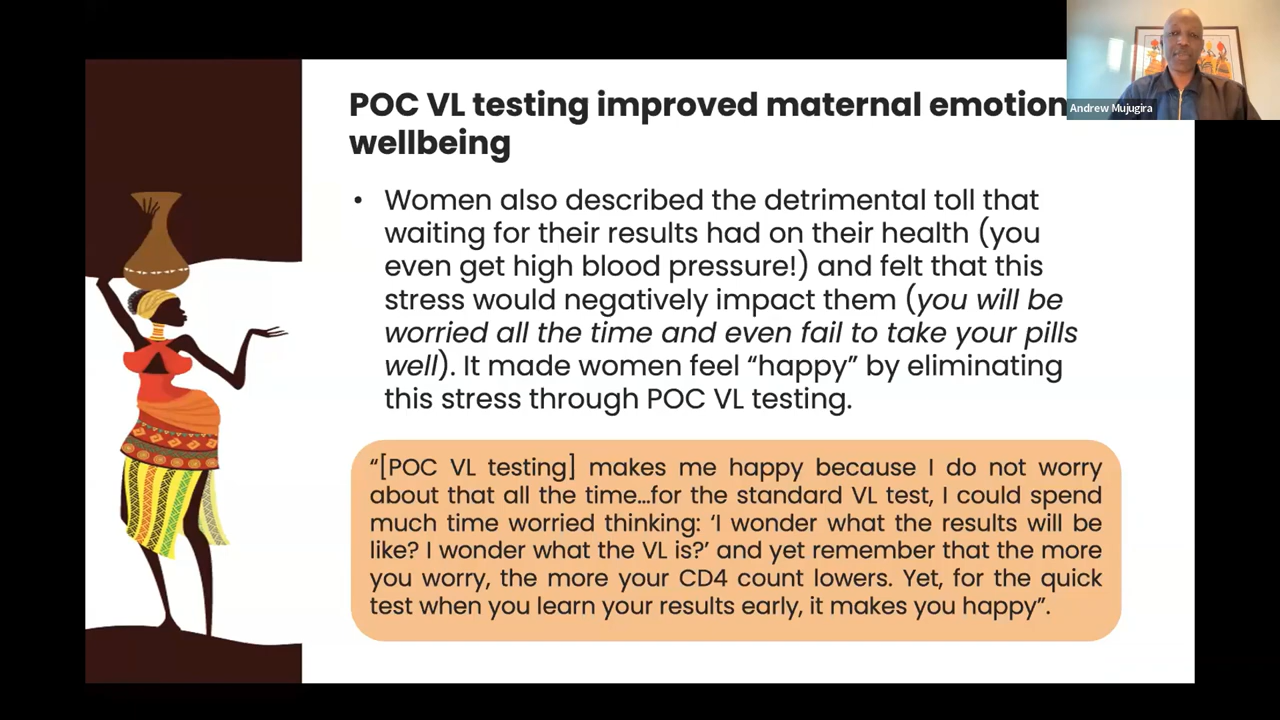 POC VL testing improved maternal emotion
wellbeing
Andrew Mujugira
• Women also described the detrimental toll that
waiting for their results had on their health (you
even get high blood pressure!) and felt that this
stress would negatively impact them (you will be
worried all the time and even fail to take your pills
well). It made women feel “happy” by eliminating
this stress through POC VL testing.
“[POC VL testing] makes me happy because I do not worry
about that all the time…for the standard VL test, I could spend
much time worried thinking: ‘I wonder what the results will be
like? I wonder what the VL is?’ and yet remember that the more
you worry, the more your CD4 count lowers. Yet, for the quick
test when you learn your results early, it makes you happy”.